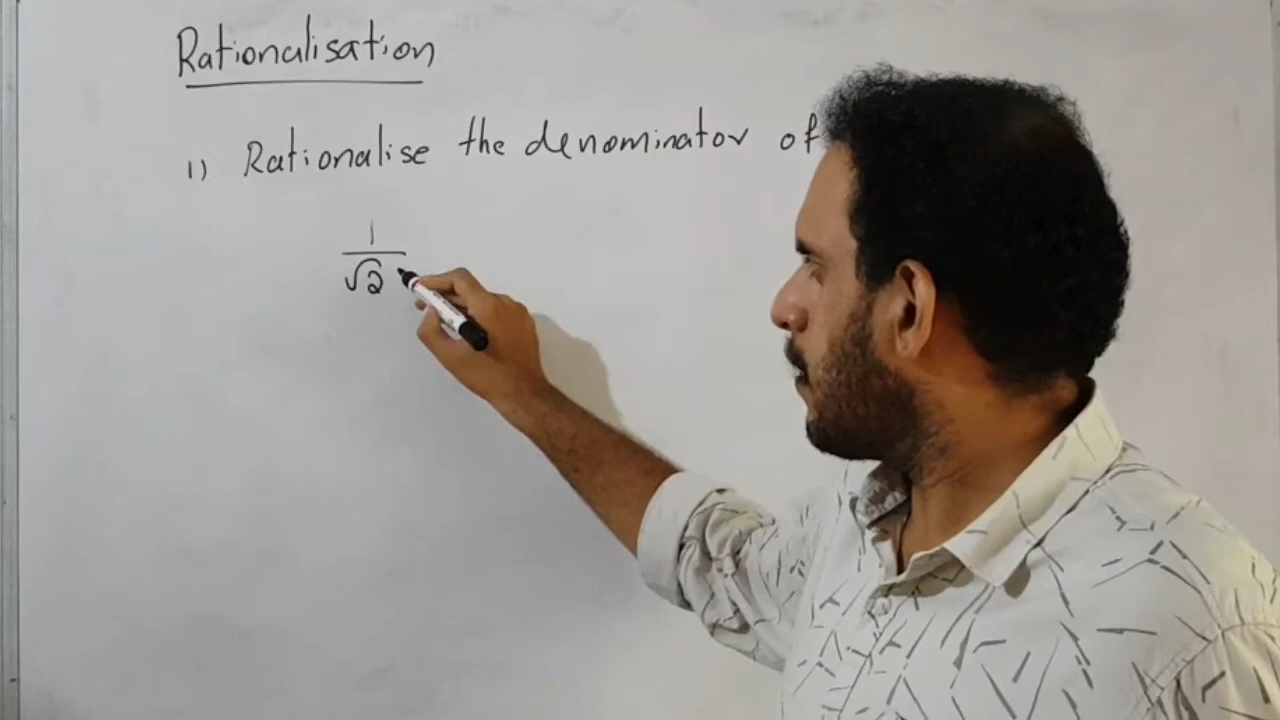 Rationalisation
1) Rationalise the denominator of
1
√2